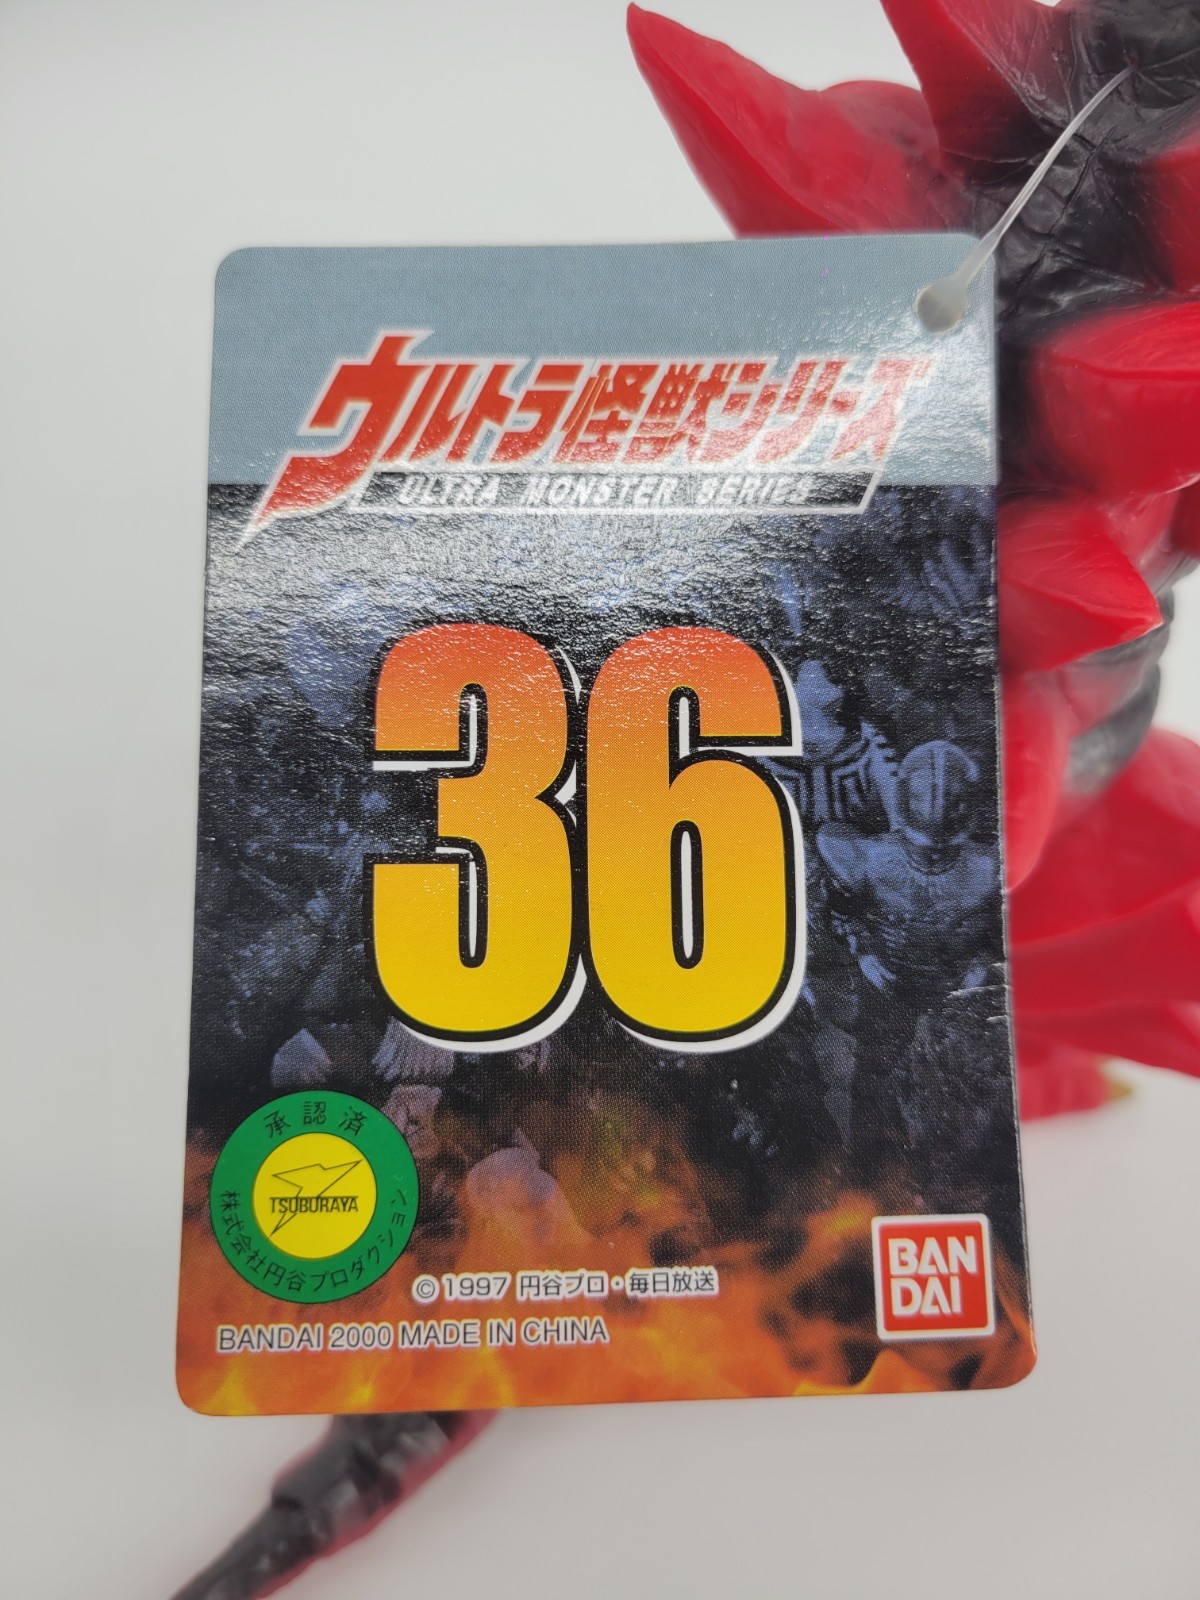 ウルトラ怪獣シリーズ
ULTRA MONSTER SERIES
36
承認済
TSUBURAYA
株式会社円谷プロダクション
© 1997 円谷プロ・毎日放送
BANDAI 2000 MADE IN CHINA
BAN
DAI